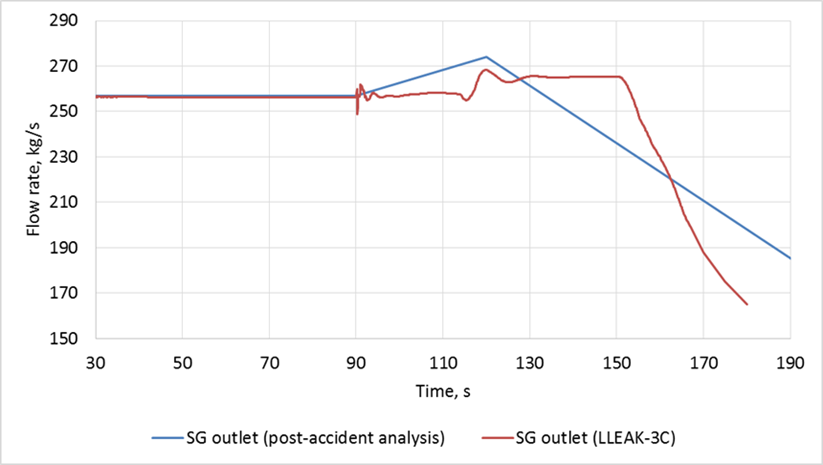 290
270
250
230
210
190
170
150
Flow rate, kg/s
30 50 70 90 110 130 150 170 190
Time, s
SG outlet (post-accident analysis) SG outlet (LLEAK-3C)